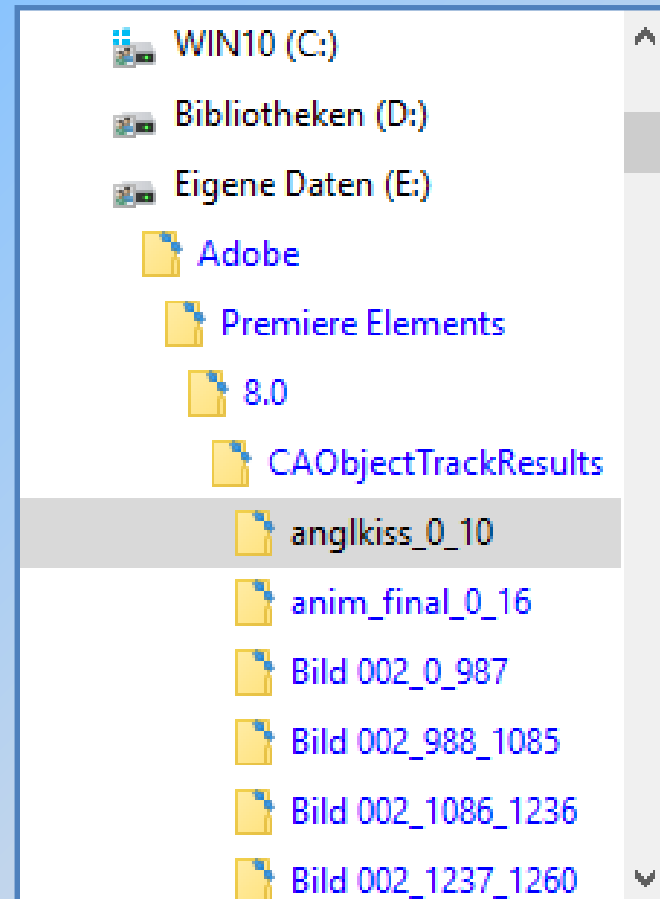 WIN10 (C:)
Bibliotheken (D:)
Eigene Daten (E:)
Adobe
Premiere Elements
8.0
CAObjectTrackResults
anglkiss_0_10
anim_final_0_16
Bild 002_0_987
Bild 002_988_1085
Bild 002_1086_1236
Bild 002_1237_1260